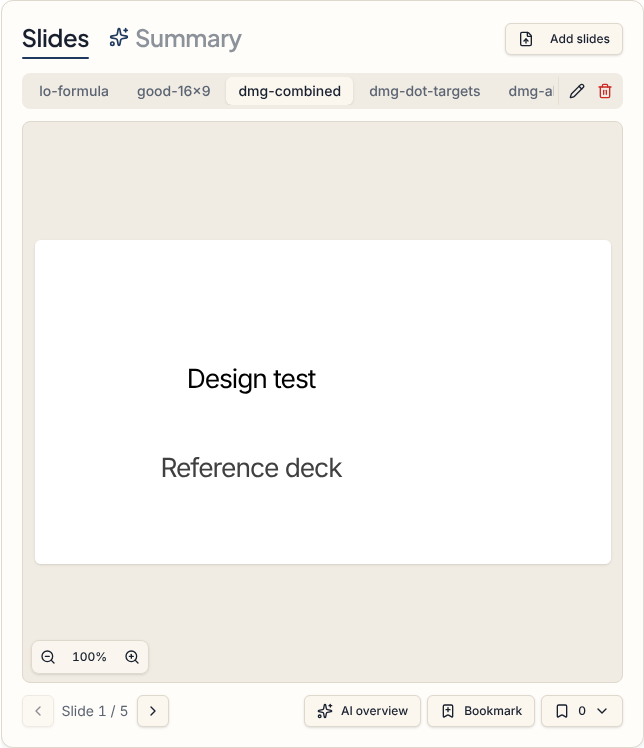 Slides Summary Add slides
lo-formula good-16×9 dmg-combined dmg-dot-targets dmg-a
Design test
Reference deck
100%
Slide 1 / 5 AI overview Bookmark 0